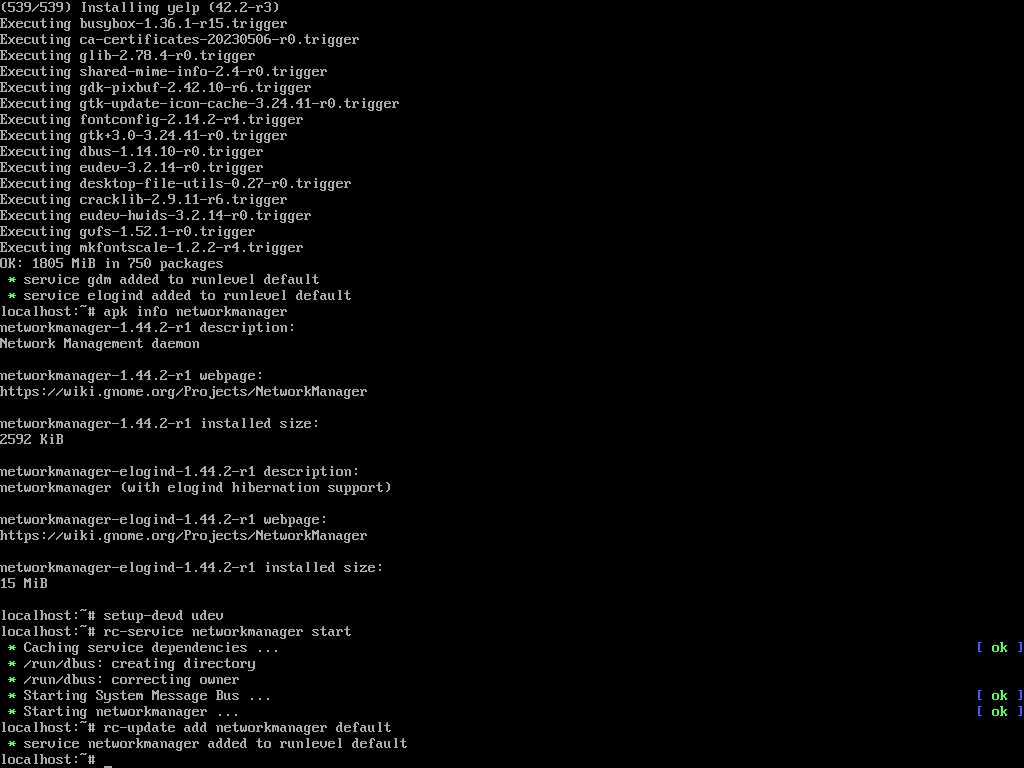 (539/539) Installing yelp (42.2-r3)
Executing busybox-1.36.1-r15.trigger
Executing ca-certificates-20230506-r0.trigger
Executing glib-2.78.4-r0.trigger
Executing shared-mime-info-2.4-r0.trigger
Executing gdk-pixbuf-2.42.10-r6.trigger
Executing gtk-update-icon-cache-3.24.41-r0.trigger
Executing fontconfig-2.14.2-r4.trigger
Executing gtk+3.0-3.24.41-r0.trigger
Executing dbus-1.14.10-r0.trigger
Executing eudev-3.2.14-r0.trigger
Executing desktop-file-utils-0.27-r0.trigger
Executing cracklib-2.9.11-r6.trigger
Executing eudev-hwids-3.2.14-r0.trigger
Executing gvfs-1.52.1-r0.trigger
Executing mkfontscale-1.2.2-r4.trigger
OK: 1805 MiB in 750 packages
 * service gdm added to runlevel default
 * service elogind added to runlevel default
localhost:~# apk info networkmanager
networkmanager-1.44.2-r1 description:
Network Management daemon

networkmanager-1.44.2-r1 webpage:
https://wiki.gnome.org/Projects/NetworkManager

networkmanager-1.44.2-r1 installed size:
2592 KiB

networkmanager-elogind-1.44.2-r1 description:
networkmanager (with elogind hibernation support)

networkmanager-elogind-1.44.2-r1 webpage:
https://wiki.gnome.org/Projects/NetworkManager

networkmanager-elogind-1.44.2-r1 installed size:
15 MiB

localhost:~# setup-devd udev
localhost:~# rc-service networkmanager start
 * Caching service dependencies ... [ ok ]
 * /run/dbus: creating directory
 * /run/dbus: correcting owner
 * Starting System Message Bus ... [ ok ]
 * Starting networkmanager ... [ ok ]
localhost:~# rc-update add networkmanager default
 * service networkmanager added to runlevel default
localhost:~# _